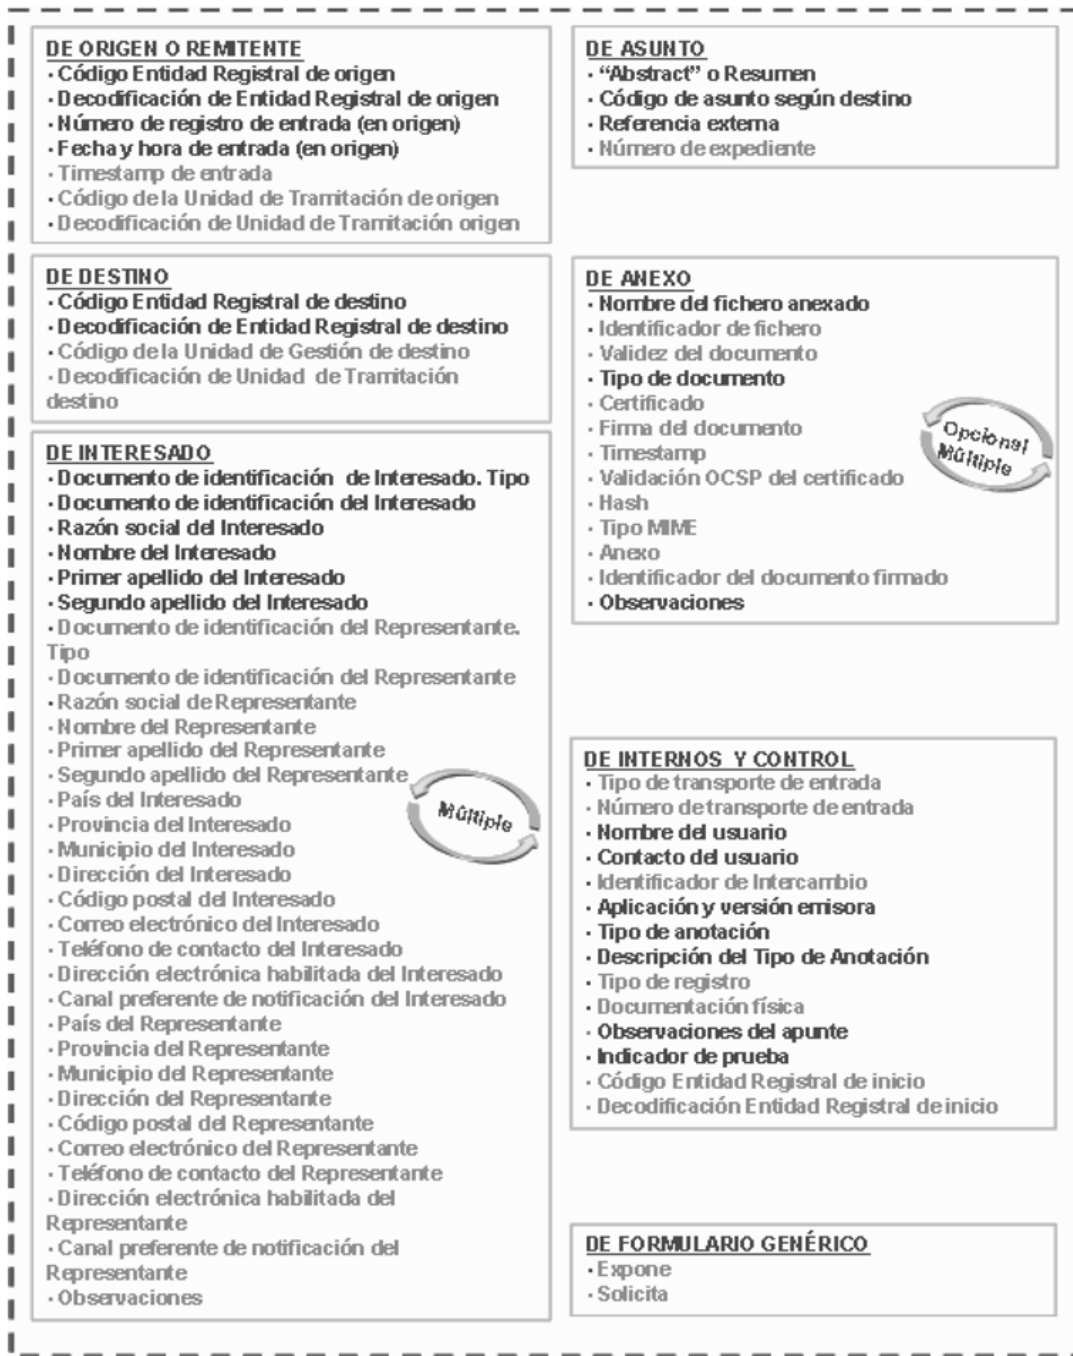 DE ORIGEN O REMITENTE
· Código Entidad Registral de origen
· Decodificación de Entidad Registral de origen
· Número de registro de entrada (en origen)
· Fecha y hora de entrada (en origen)
· Timestamp de entrada
· Código de la Unidad de Tramitación de origen
· Decodificación de Unidad de Tramitación origen
DE DESTINO
· Código Entidad Registral de destino
· Decodificación de Entidad Registral de destino
· Código de la Unidad de Gestión de destino
· Decodificación de Unidad de Tramitación
destino
DE INTERESADO
· Documento de identificación de Interesado. Tipo
· Documento de identificación del Interesado
· Razón social del Interesado
· Nombre del Interesado
· Primer apellido del Interesado
· Segundo apellido del Interesado
· Documento de identificación del Representante.
Tipo
· Documento de identificación del Representante
· Razón social de Representante
· Nombre del Representante
· Primer apellido del Representante
· Segundo apellido del Representante
· País del Interesado
· Provincia del Interesado
· Municipio del Interesado
· Dirección del Interesado
· Código postal del Interesado
· Correo electrónico del Interesado
· Teléfono de contacto del Interesado
· Dirección electrónica habilitada del Interesado
· Canal preferente de notificación del Interesado
· País del Representante
· Provincia del Representante
· Municipio del Representante
· Dirección del Representante
· Código postal del Representante
· Correo electrónico del Representante
· Teléfono de contacto del Representante
· Dirección electrónica habilitada del
Representante
· Canal preferente de notificación del
Representante
· Observaciones
Múltiple
DE ASUNTO
· “Abstract” o Resumen
· Código de asunto según destino
· Referencia externa
· Número de expediente
DE ANEXO
· Nombre del fichero anexado
· Identificador de fichero
· Validez del documento
· Tipo de documento
· Certificado
· Firma del documento
· Timestamp
· Validación OCSP del certificado
· Hash
· Tipo MIME
· Anexo
· Identificador del documento firmado
· Observaciones
Opcional
Múltiple
DE INTERNOS Y CONTROL
· Tipo de transporte de entrada
· Número de transporte de entrada
· Nombre del usuario
· Contacto del usuario
· Identificador de Intercambio
· Aplicación y versión emisora
· Tipo de anotación
· Descripción del Tipo de Anotación
· Tipo de registro
· Documentación física
· Observaciones del apunte
· Indicador de prueba
· Código Entidad Registral de inicio
· Decodificación Entidad Registral de inicio
DE FORMULARIO GENÉRICO
· Expone
· Solicita